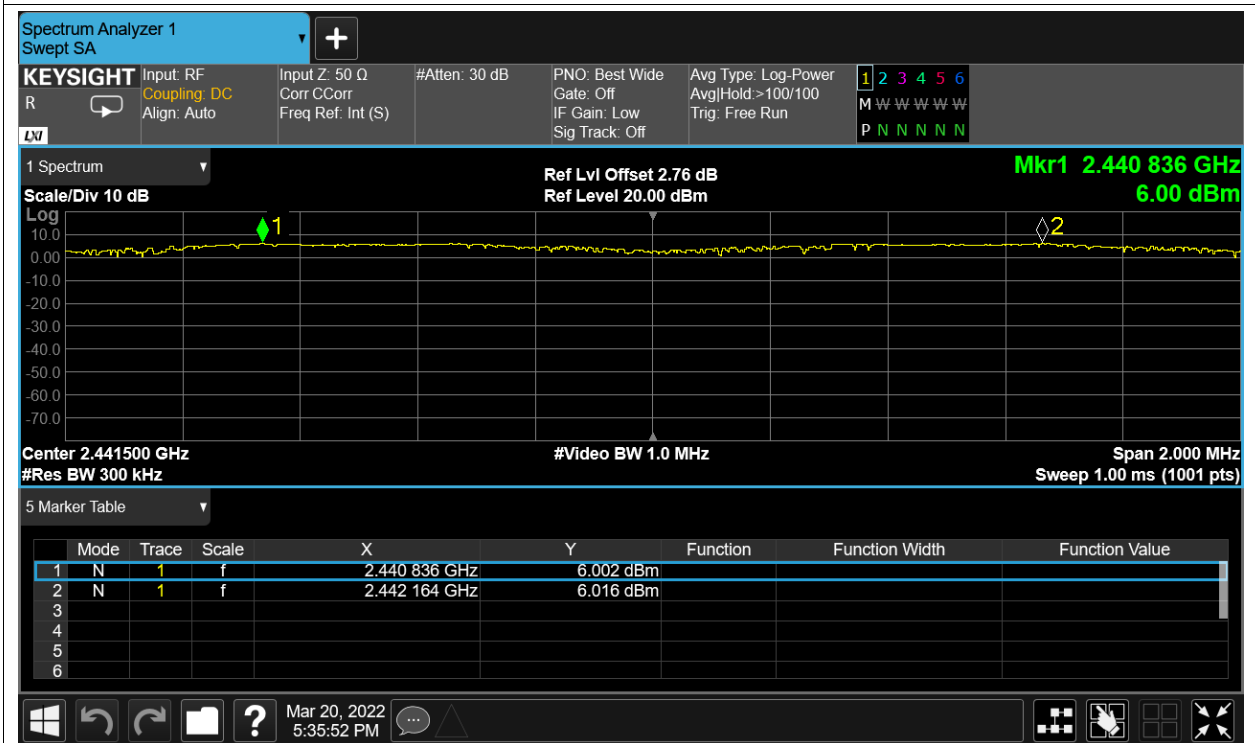 Spectrum Analyzer 1
Swept SA
KEYSIGHT
R
LXI
Input: RF
Coupling: DC
Align: Auto
Input Z: 50 Ω
Corr CCorr
Freq Ref: Int (S)
#Atten: 30 dB
PNO: Best Wide
Gate: Off
IF Gain: Low
Sig Track: Off
Avg Type: Log-Power
Avg|Hold:>100/100
Trig: Free Run
1 2 3 4 5 6
M W W W W W
P N N N N N
1 Spectrum
Scale/Div 10 dB
Ref Lvl Offset 2.76 dB
Ref Level 20.00 dBm
Mkr1 2.440 836 GHz
6.00 dBm
Log
10.0
0.00
-10.0
-20.0
-30.0
-40.0
-50.0
-60.0
-70.0
1
2
Center 2.441500 GHz
#Video BW 1.0 MHz
Span 2.000 MHz
#Res BW 300 kHz
Sweep 1.00 ms (1001 pts)
5 Marker Table
Mode Trace Scale X Y Function Function Width Function Value
1 N 1 f 2.440 836 GHz 6.002 dBm
2 N 1 f 2.442 164 GHz 6.016 dBm
3
4
5
6
?
Mar 20, 2022
5:35:52 PM